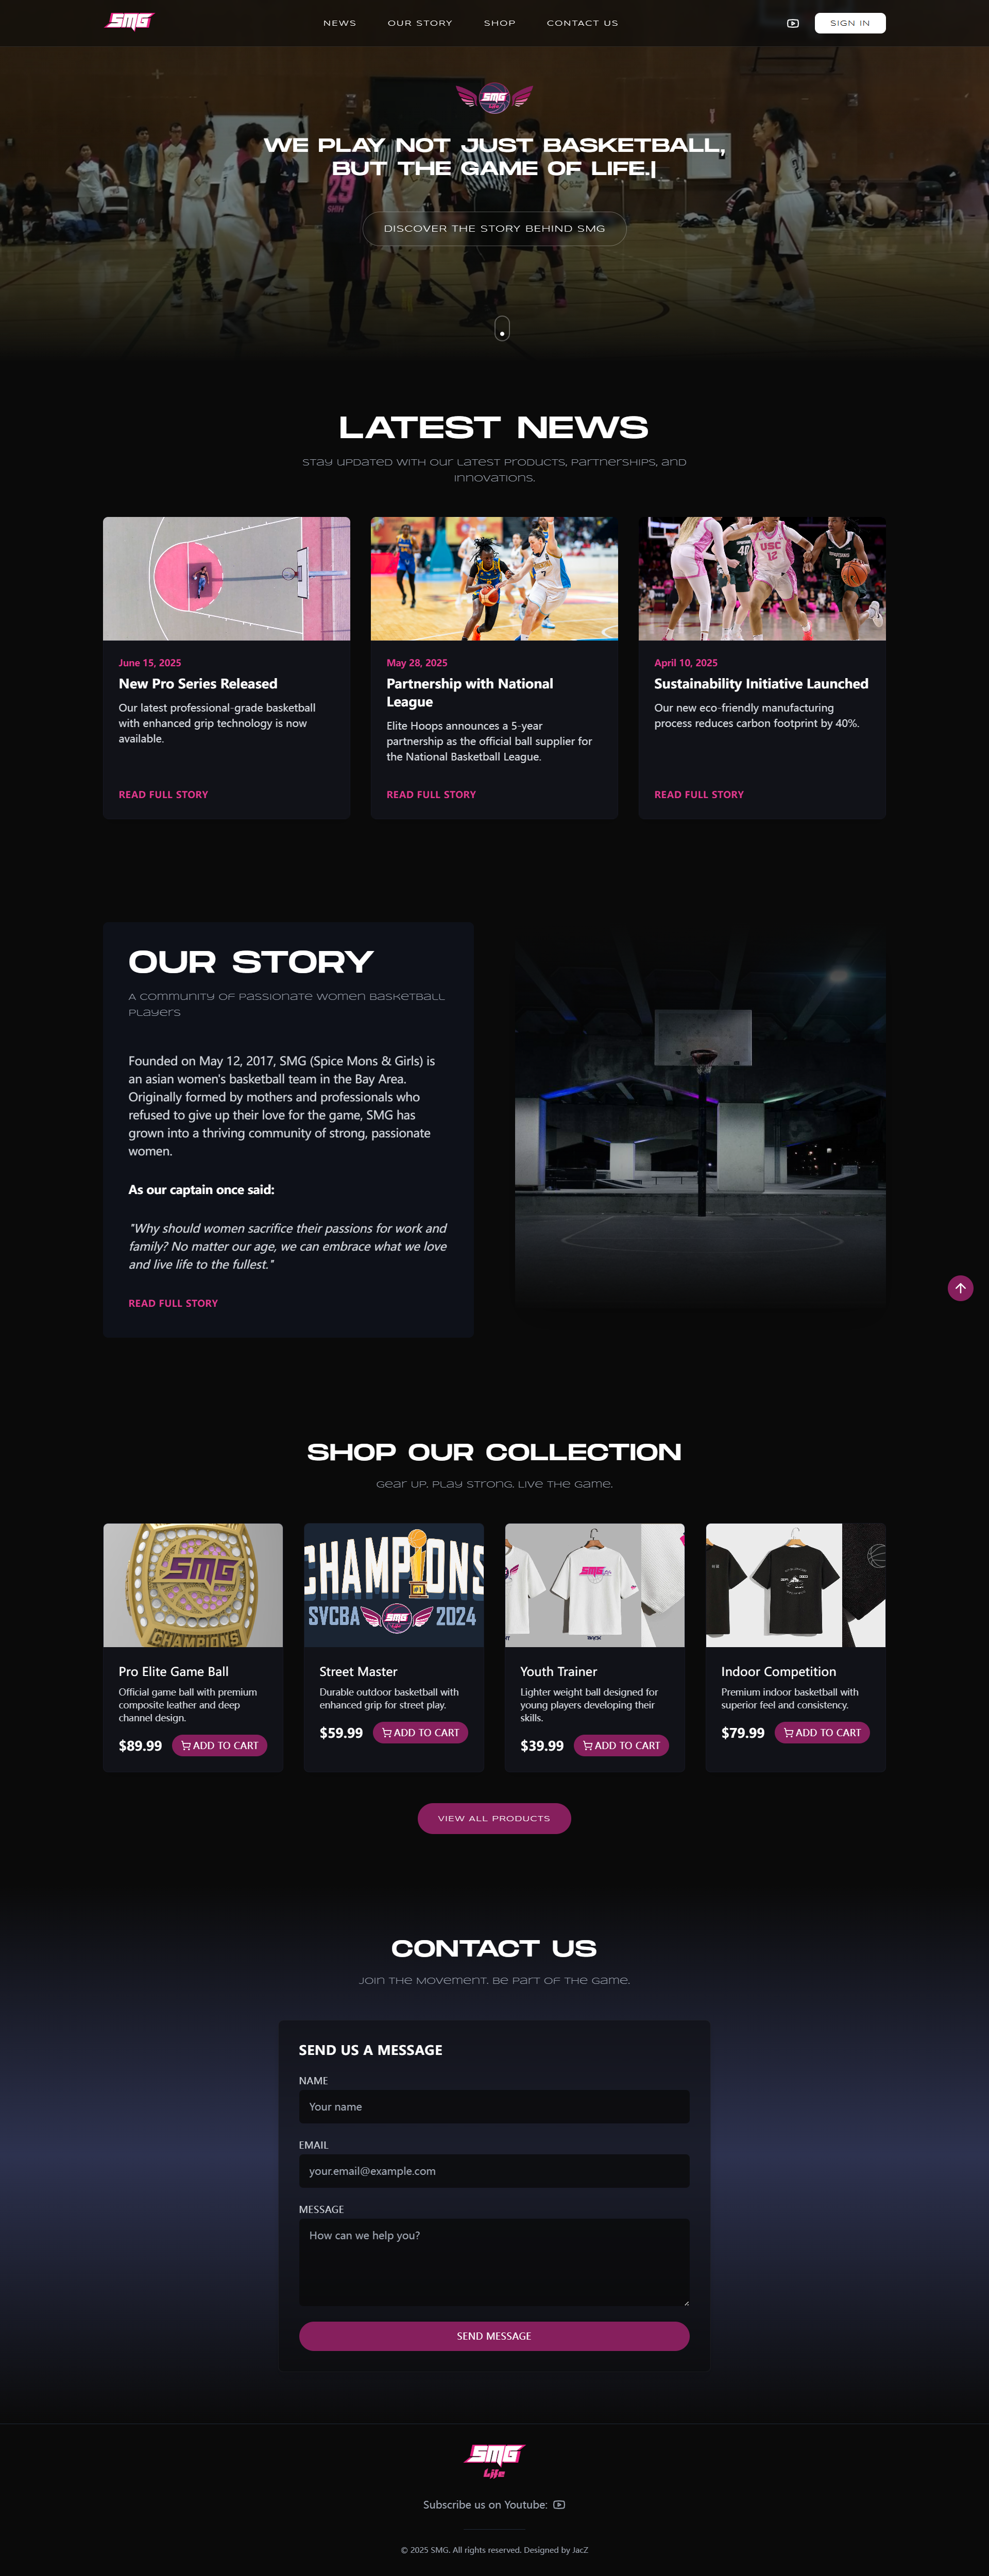 SMG
NEWS
OUR STORY
SHOP
CONTACT US
SIGN IN
SMG
WE PLAY NOT JUST BASKETBALL,
BUT THE GAME OF LIFE.|
29
SHIH
DISCOVER THE STORY BEHIND SMG
LATEST NEWS
Stay updated with our latest products, partnerships, and
innovations.
40
USC
12
SPARTANS
1
7
June 15, 2025
New Pro Series Released
Our latest professional-grade basketball
with enhanced grip technology is now
available.
READ FULL STORY
May 28, 2025
Partnership with National
League
Elite Hoops announces a 5-year
partnership as the official ball supplier for
the National Basketball League.
READ FULL STORY
April 10, 2025
Sustainability Initiative Launched
Our new eco-friendly manufacturing
process reduces carbon footprint by 40%.
READ FULL STORY
OUR STORY
A community of passionate women basketball
players
Founded on May 12, 2017, SMG (Spice Mons & Girls) is
an asian women's basketball team in the Bay Area.
Originally formed by mothers and professionals who
refused to give up their love for the game, SMG has
grown into a thriving community of strong, passionate
women.
As our captain once said:
"Why should women sacrifice their passions for work and
family? No matter our age, we can embrace what we love
and live life to the fullest."
READ FULL STORY
SHOP OUR COLLECTION
Gear up. Play strong. Live the game.
SMG
CHAMPIONS
CHAMPIONS
SVCBA
SMG
2024
SMG
BACK
Pro Elite Game Ball
Official game ball with premium
composite leather and deep
channel design.
$89.99
ADD TO CART
Street Master
Durable outdoor basketball with
enhanced grip for street play.
$59.99
ADD TO CART
Youth Trainer
Lighter weight ball designed for
young players developing their
skills.
$39.99
ADD TO CART
Indoor Competition
Premium indoor basketball with
superior feel and consistency.
$79.99
ADD TO CART
VIEW ALL PRODUCTS
CONTACT US
Join the movement. Be part of the game.
SEND US A MESSAGE
NAME
Your name
EMAIL
your.email@example.com
MESSAGE
How can we help you?
SEND MESSAGE
SMG
Life
Subscribe us on Youtube:
© 2025 SMG. All rights reserved. Designed by JacZ